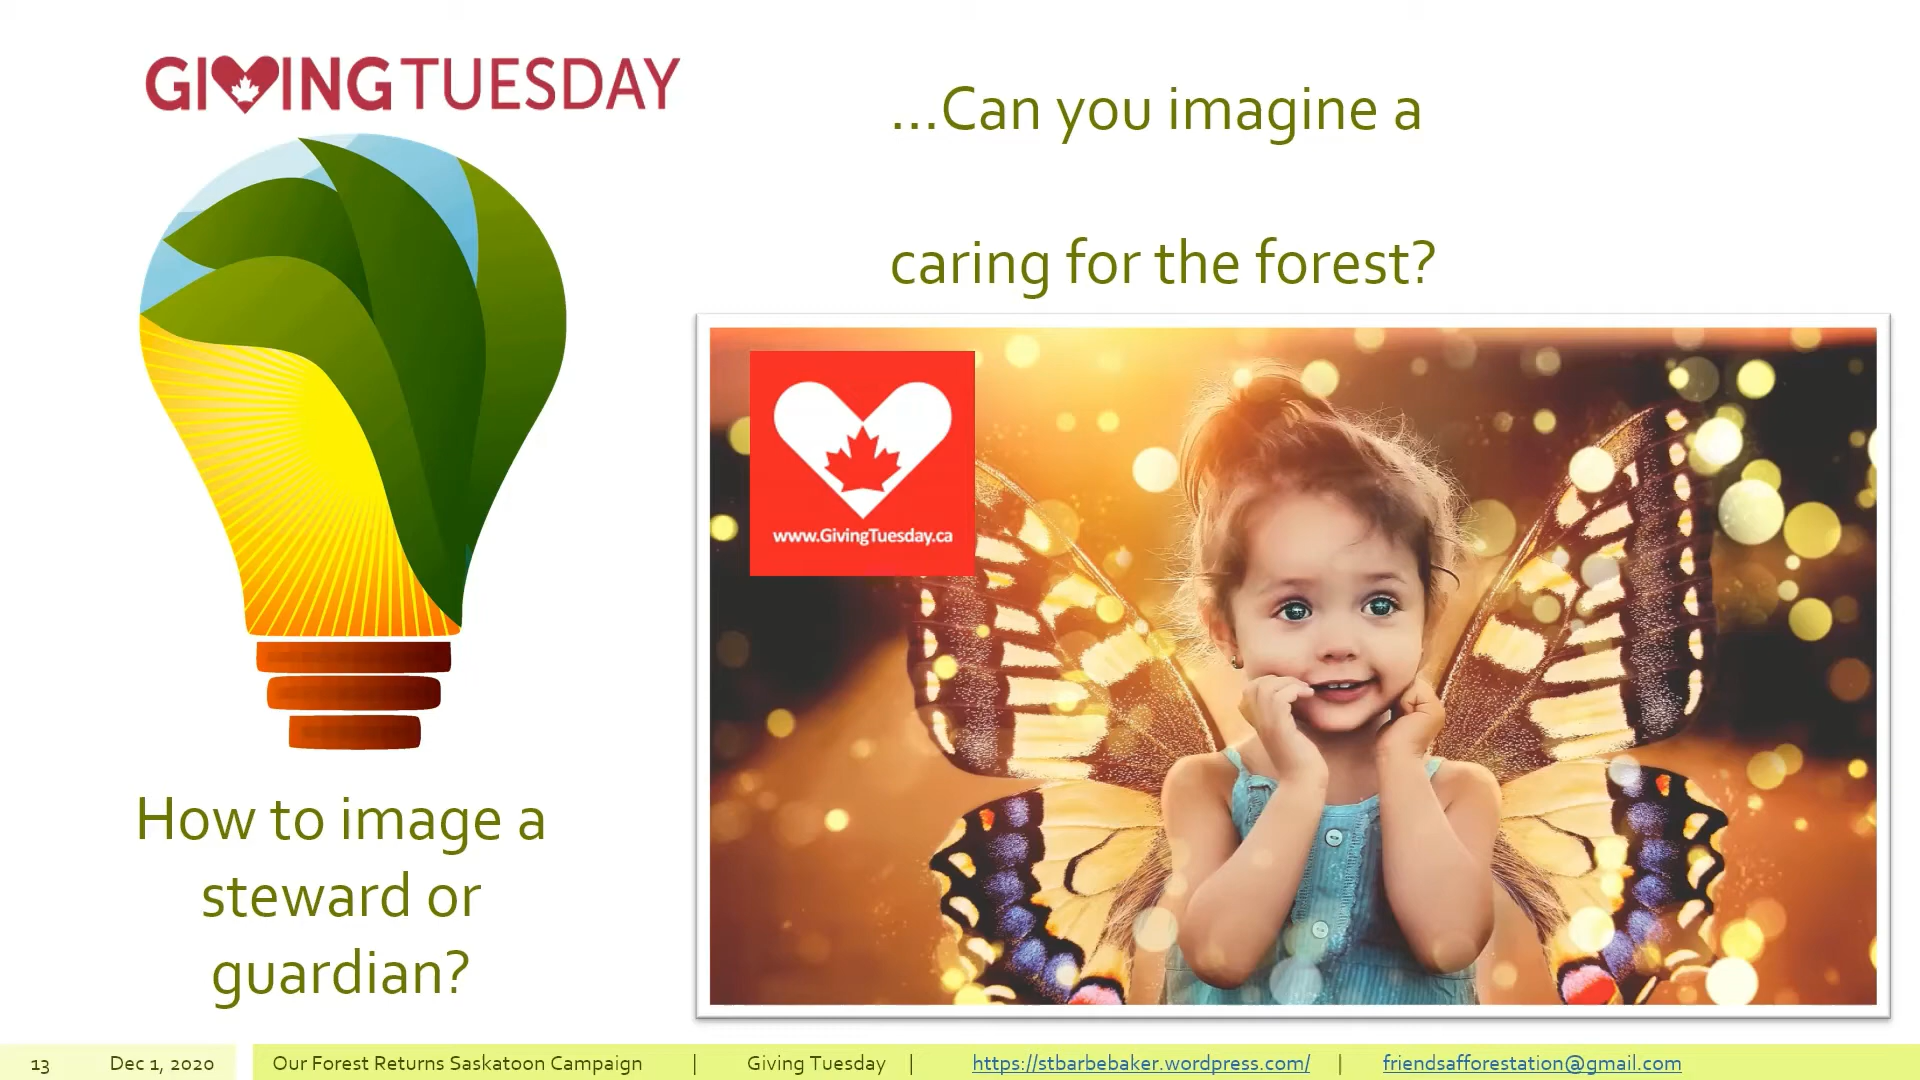 GIVING TUESDAY
...Can you imagine a
caring for the forest?
www.GivingTuesday.ca
How to image a
steward or
guardian?
13 Dec 1, 2020 Our Forest Returns Saskatoon Campaign | Giving Tuesday | https://stbarbebaker.wordpress.com/ | friendsafforestation@gmail.com